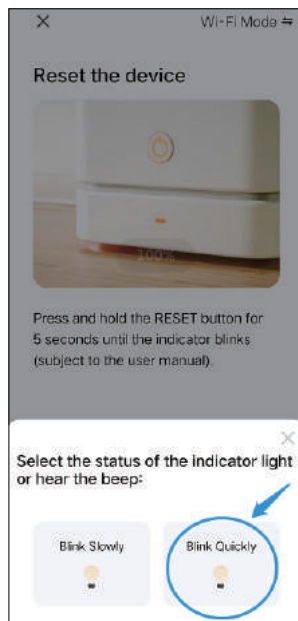 Wi-Fi Mode
Reset the device
100%
Press and hold the RESET button for
5 seconds until the indicator blinks
(subject to the user manual).
Select the status of the indicator light
or hear the beep:
Blink Slowly
Blink Quickly